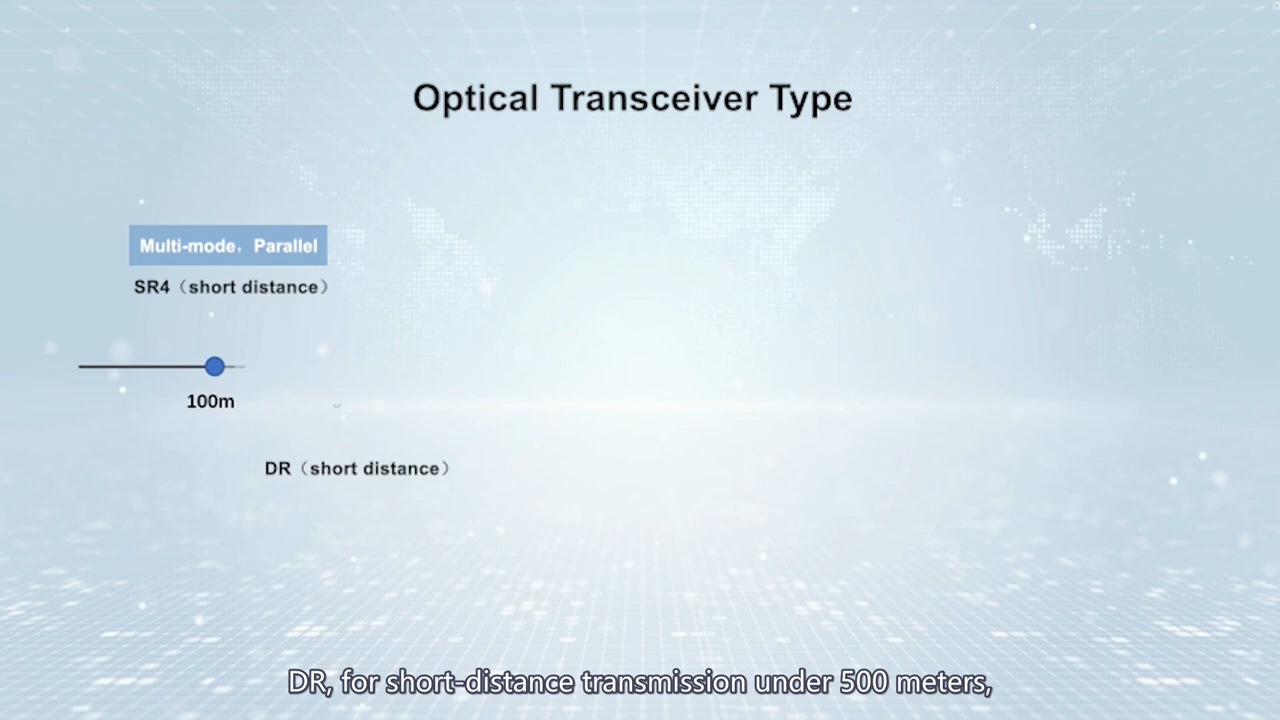 Optical Transceiver Type
Multi-mode，Parallel
SR4（short distance）
100m
DR（short distance）
DR, for short-distance transmission under 500 meters,